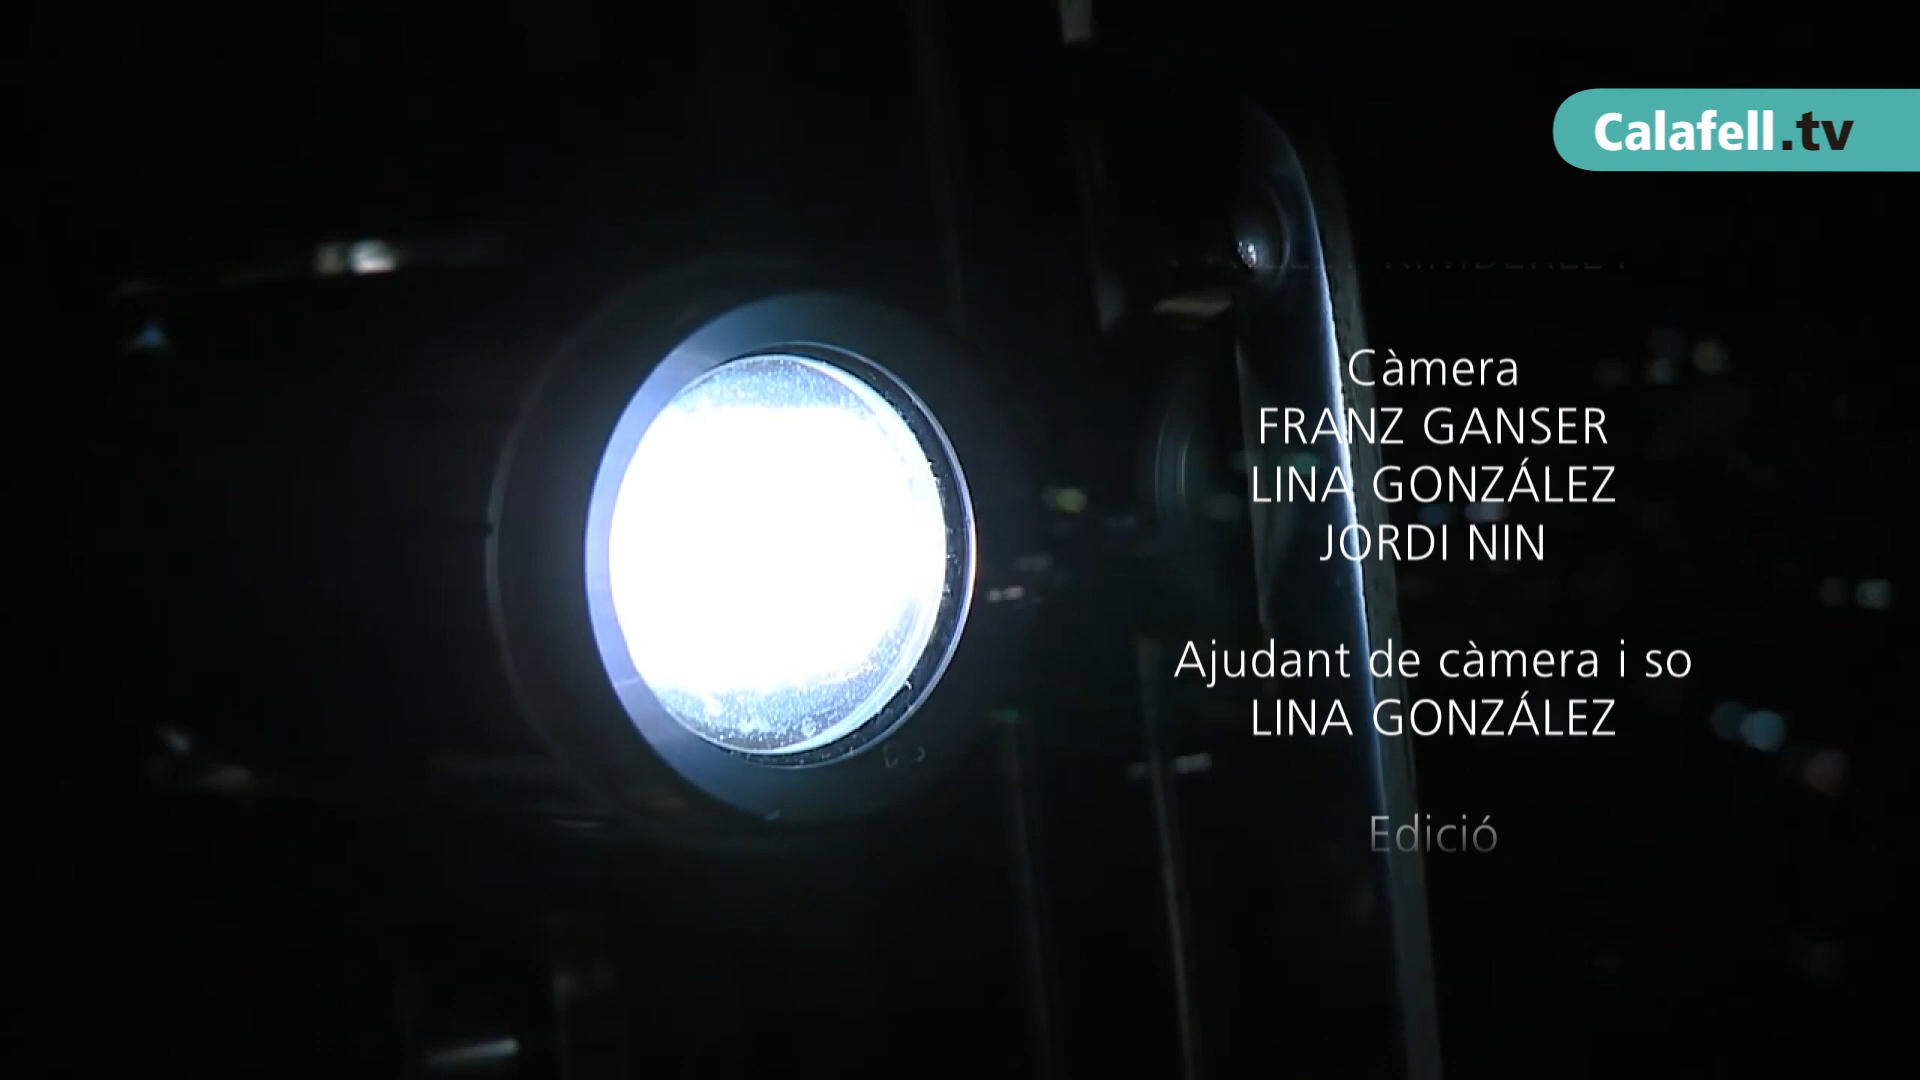 Calafell.tv
Càmera
FRANZ GANSER
LINA GONZÁLEZ
JORDI NIN
Ajudant de càmera i so
LINA GONZÁLEZ
Edició